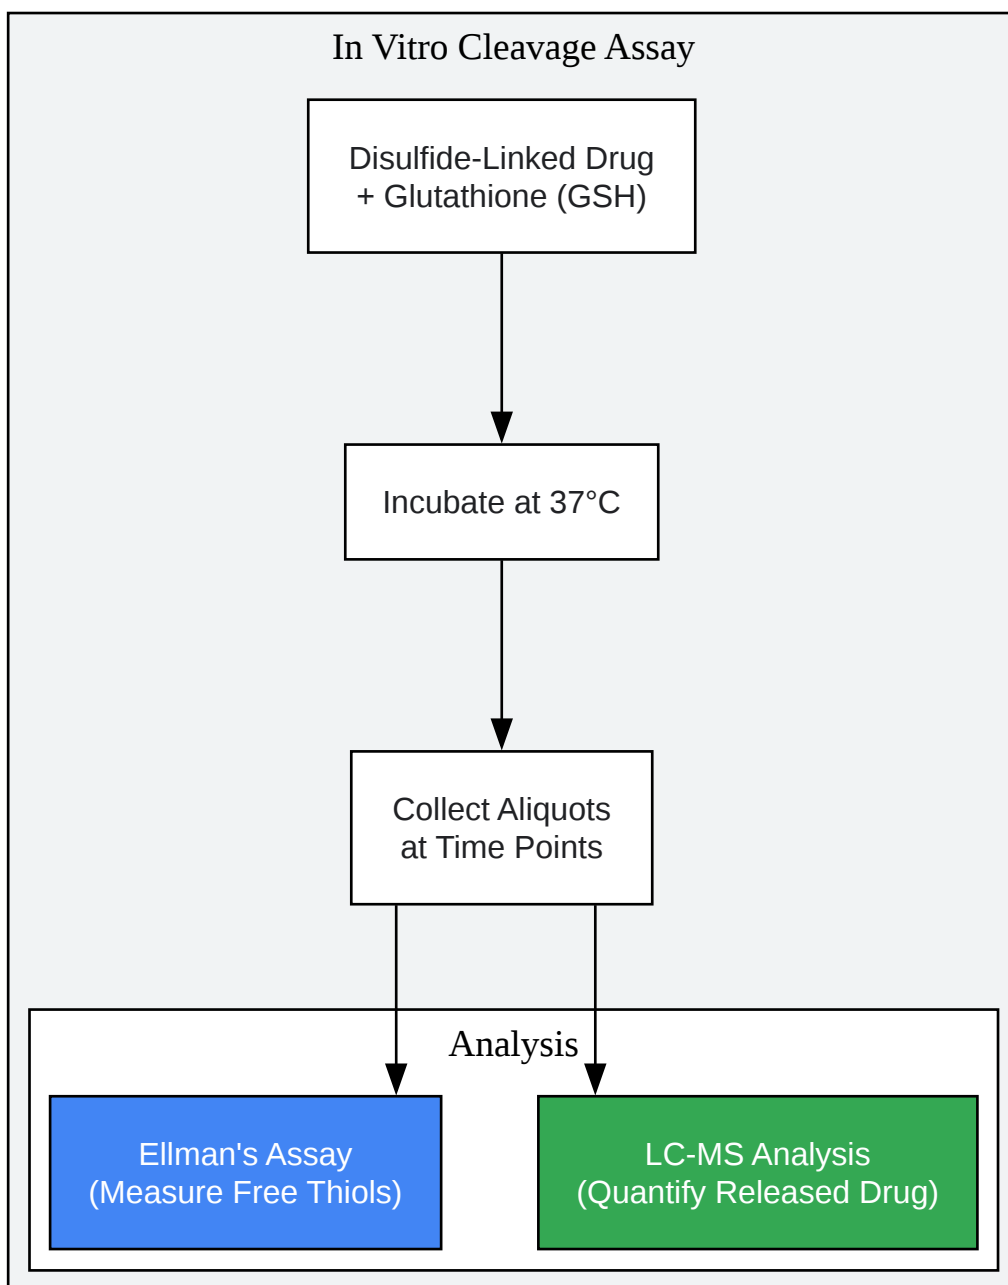 In Vitro Cleavage Assay
Disulfide-Linked Drug
+ Glutathione (GSH)
Incubate at 37°C
Collect Aliquots
at Time Points
Analysis
Ellman's Assay
(Measure Free Thiols)
LC-MS Analysis
(Quantify Released Drug)